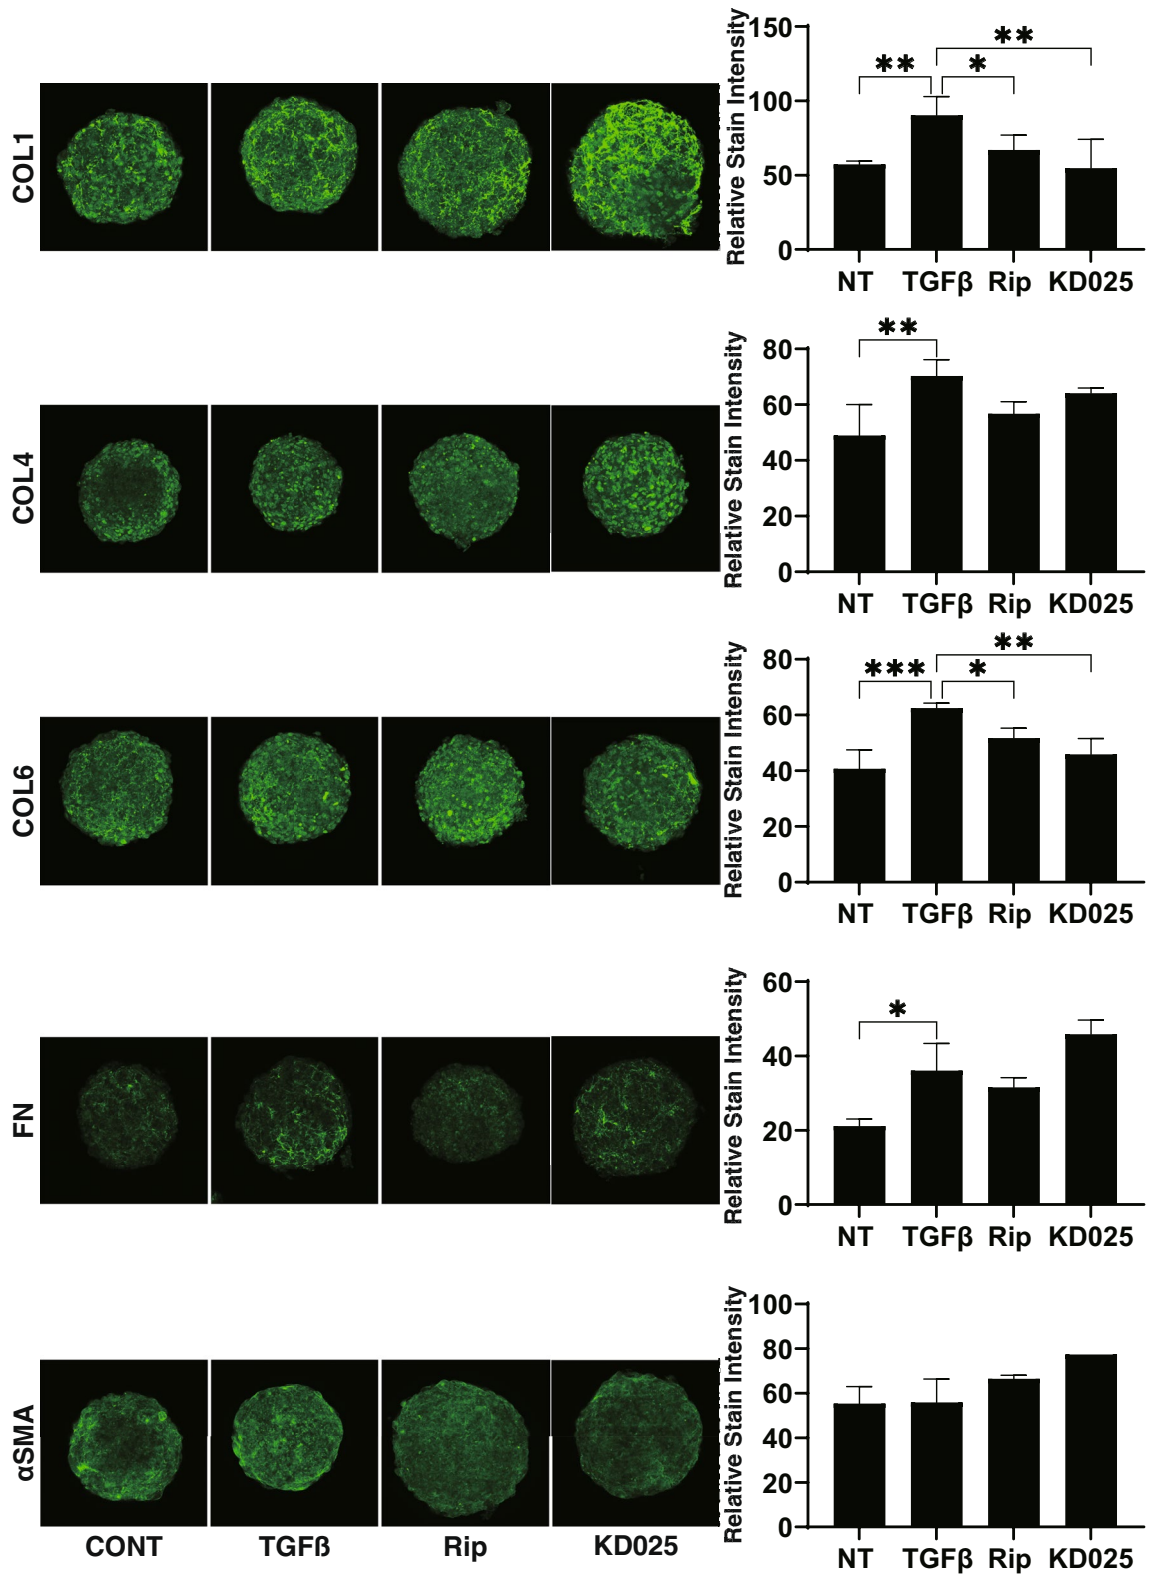 COL1
Relative Stain Intensity
150
100
50
0
** * **
NT TGFβ Rip KD025
COL4
Relative Stain Intensity
80
60
40
20
0
**
NT TGFβ Rip KD025
COL6
Relative Stain Intensity
80
60
40
20
0
*** * **
NT TGFβ Rip KD025
FN
Relative Stain Intensity
60
40
20
0
*
NT TGFβ Rip KD025
αSMA
Relative Stain Intensity
100
80
60
40
20
0
NT TGFβ Rip KD025
CONT TGFß Rip KD025